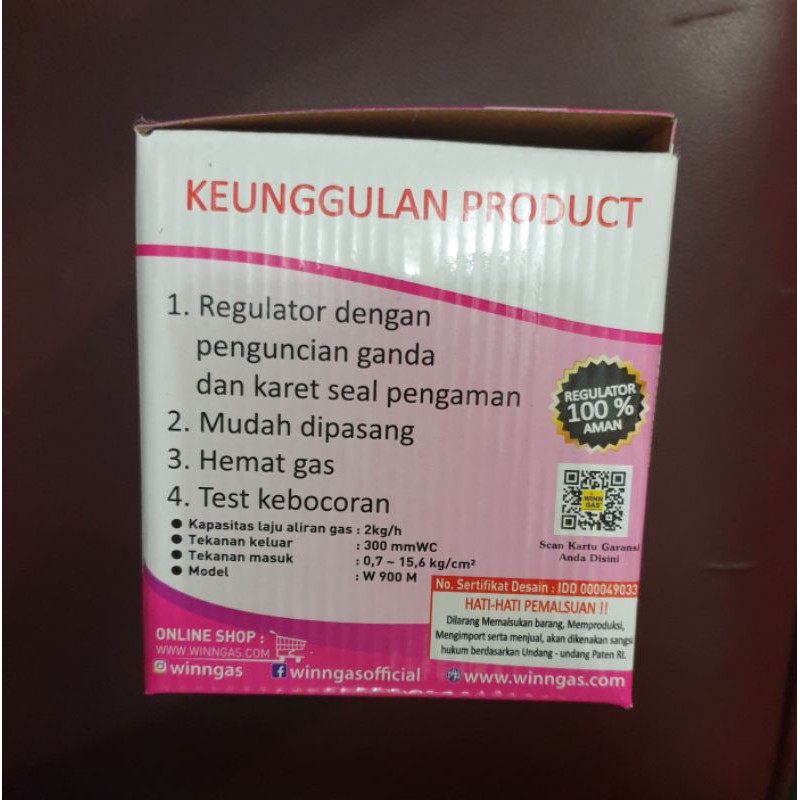 KEUNGGULAN PRODUCT
1. Regulator dengan
penguncian ganda
dan karet seal pengaman
2. Mudah dipasang
3. Hemat gas
4. Test kebocoran
● Kapasitas laju aliran gas : 2kg/h
● Tekanan keluar : 300 mmWC
● Tekanan masuk : 0,7 ~ 15,6 kg/cm²
● Model : W 900 M
REGULATOR
100 %
AMAN
WINN
GAS
Scan Kartu Garansi
Anda Disini
No. Sertifikat Desain : IDD 000049033
HATI-HATI PEMALSUAN !!
Dilarang Memalsukan barang, Memproduksi,
Mengimport serta menjual, akan dikenakan sangsi
hukum berdasarkan Undang - undang Paten RI.
ONLINE SHOP :
WWW.WINNGAS.COM
winngas
winngasofficial
www.winngas.com